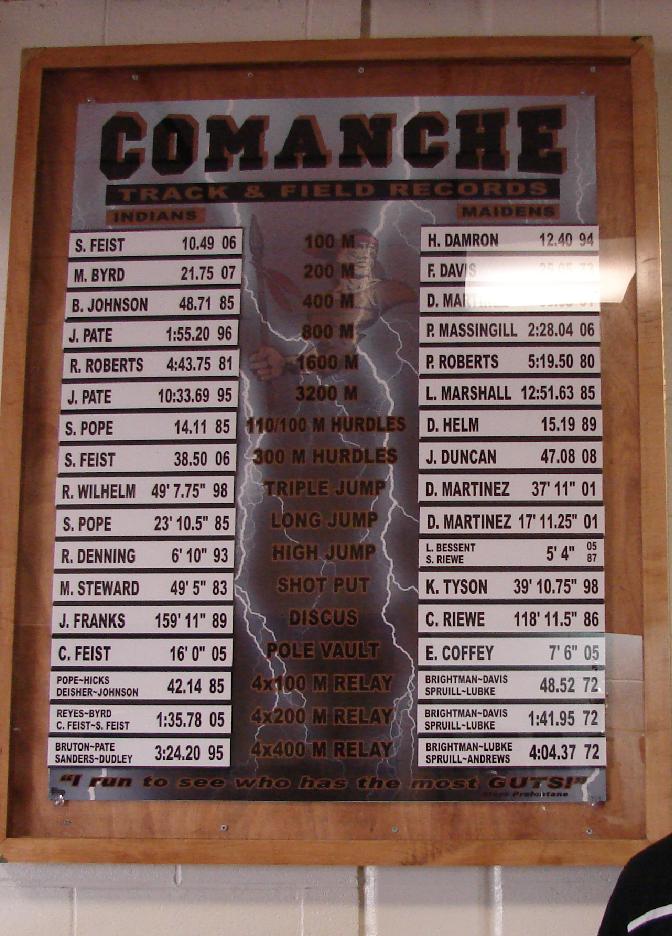 COMANCHE
TRACK & FIELD RECORDS
INDIANS MAIDENS
S. FEIST 10.49 06 100 M H. DAMRON 12.40 94
M. BYRD 21.75 07 200 M F. DAVIS
B. JOHNSON 48.71 85 400 M D. MARTINEZ
J. PATE 1:55.20 96 800 M P. MASSINGILL 2:28.04 06
R. ROBERTS 4:43.75 81 1600 M P. ROBERTS 5:19.50 80
J. PATE 10:33.69 95 3200 M L. MARSHALL 12:51.63 85
S. POPE 14.11 85 110/100 M HURDLES D. HELM 15.19 89
S. FEIST 38.50 06 300 M HURDLES J. DUNCAN 47.08 08
R. WILHELM 49' 7.75" 98 TRIPLE JUMP D. MARTINEZ 37' 11" 01
S. POPE 23' 10.5" 85 LONG JUMP D. MARTINEZ 17' 11.25" 01
R. DENNING 6' 10" 93 HIGH JUMP L. BESSENT S. RIEWE 5' 4" 05 87
M. STEWARD 49' 5" 83 SHOT PUT K. TYSON 39' 10.75" 98
J. FRANKS 159' 11" 89 DISCUS C. RIEWE 118' 11.5" 86
C. FEIST 16' 0" 05 POLE VAULT E. COFFEY 7' 6" 05
POPE~HICKS DEISHER~JOHNSON 42.14 85 4x100 M RELAY BRIGHTMAN~DAVIS SPRUILL~LUBKE 48.52 72
REYES~BYRD C. FEIST~S. FEIST 1:35.78 05 4x200 M RELAY BRIGHTMAN~DAVIS SPRUILL~LUBKE 1:41.95 72
BRUTON~PATE SANDERS~DUDLEY 3:24.20 95 4x400 M RELAY BRIGHTMAN~LUBKE SPRUILL~ANDREWS 4:04.37 72
"I run to see who has the most GUTS!"
Steve Prefontane